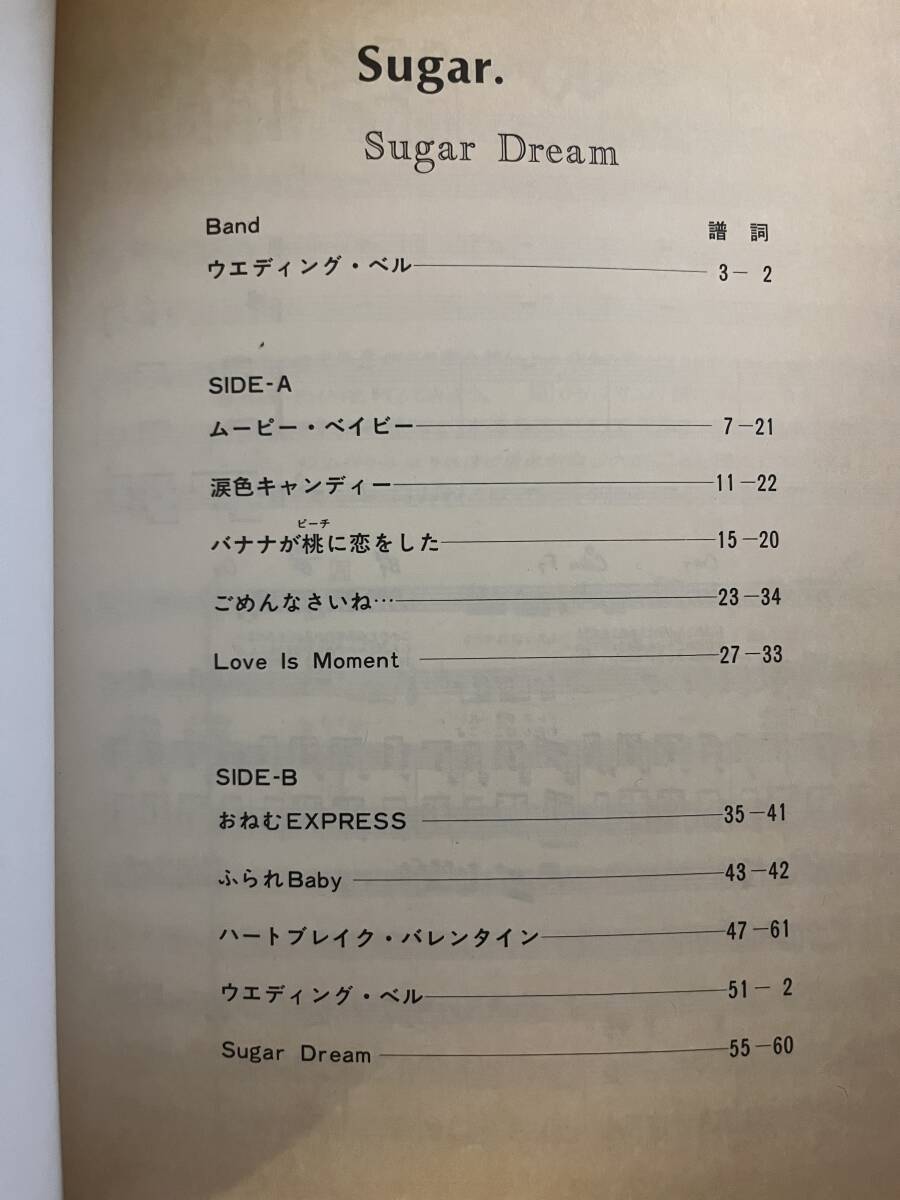 Sugar.
Sugar Dream
Band 譜 詞
ウエディング・ベル 3－ 2
SIDE-A
ムーピー・ベイビー 7－21
涙色キャンディー 11－22
ピーチ
バナナが桃に恋をした 15－20
ごめんなさいね… 23－34
Love Is Moment 27－33
SIDE-B
おねむEXPRESS 35－41
ふられBaby 43－42
ハートブレイク・バレンタイン 47－61
ウエディング・ベル 51－ 2
Sugar Dream 55－60